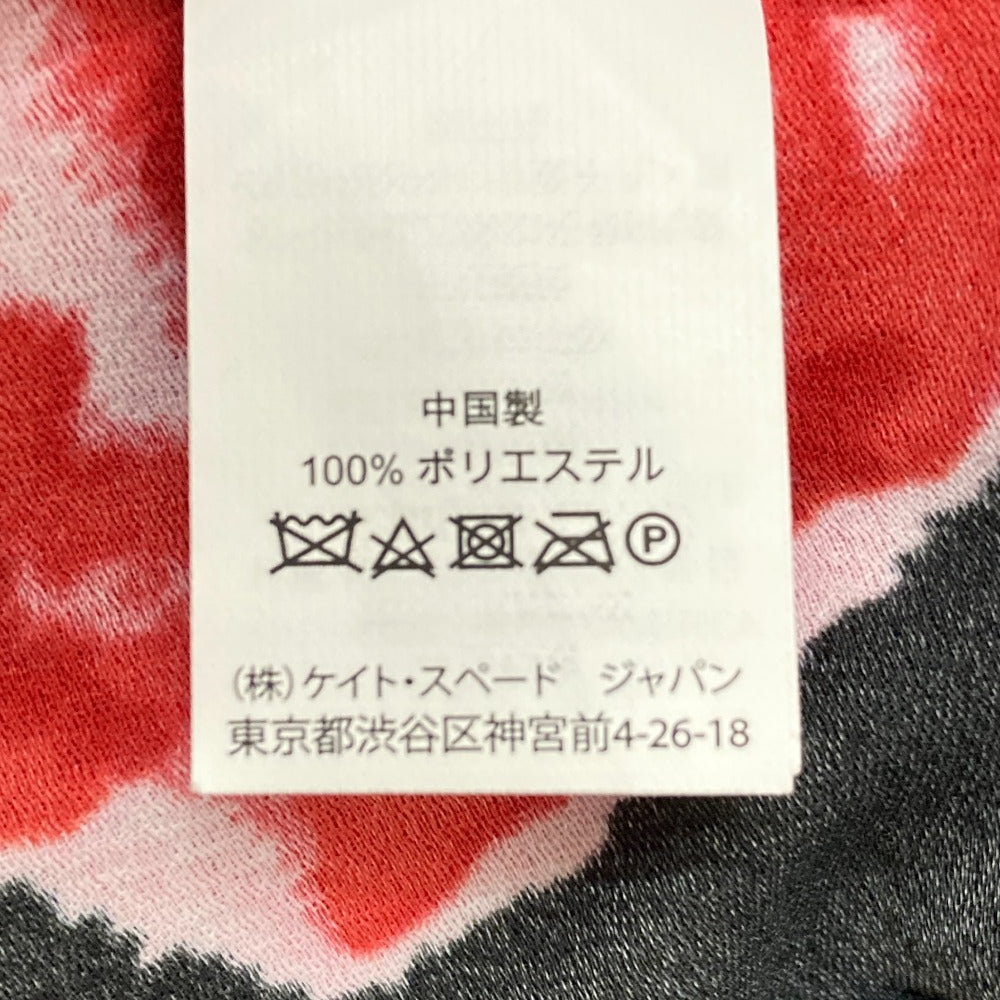 中国製
100% ポリエステル
P
(株)ケイト・スペード ジャパン
東京都渋谷区神宮前4-26-18